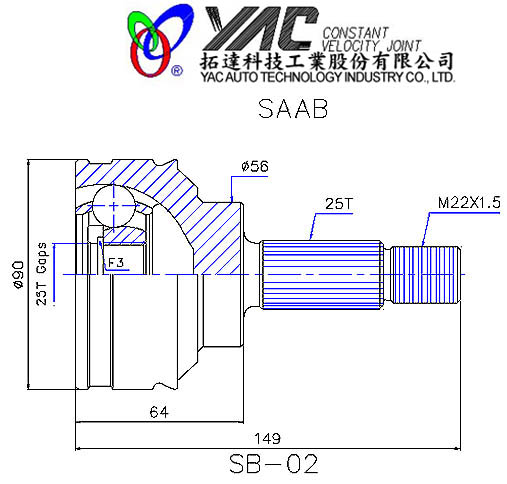 YAC CONSTANT
VELOCITY JOINT
®
拓達科技工業股份有限公司
YAC AUTO TECHNOLOGY INDUSTRY CO.,LTD.
SAAB
Ø56
25T
M22X1.5
Ø90
23T Gaps
F3
64
149
SB-02